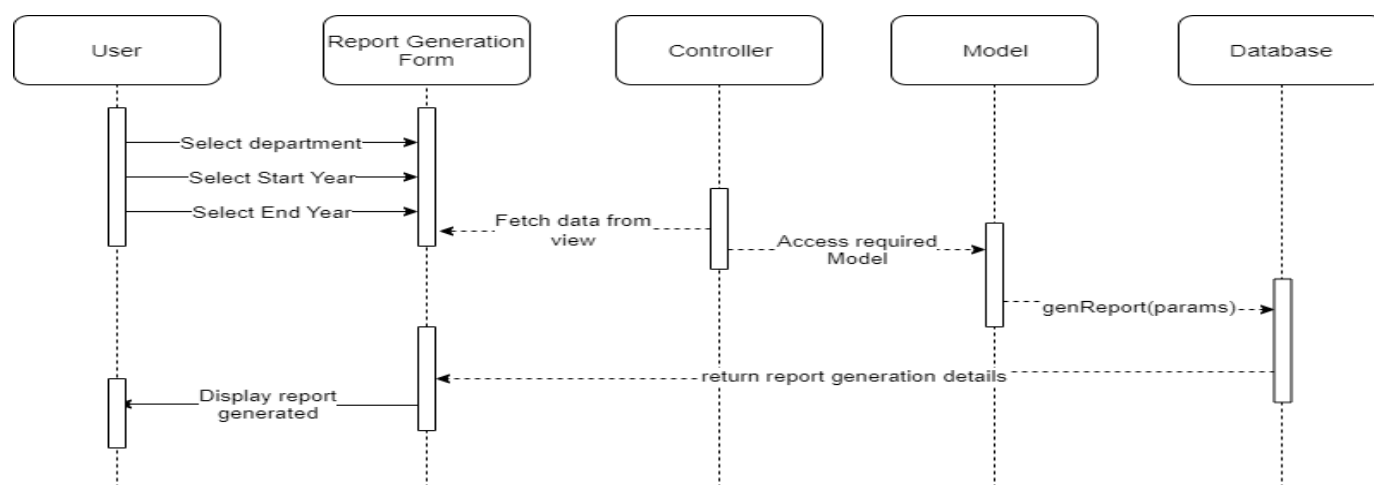 User
Report Generation
Form
Controller
Model
Database
Select department
Select Start Year
Select End Year
Fetch data from
view
Access required
Model
genReport(params)
return report generation details
Display report
generated